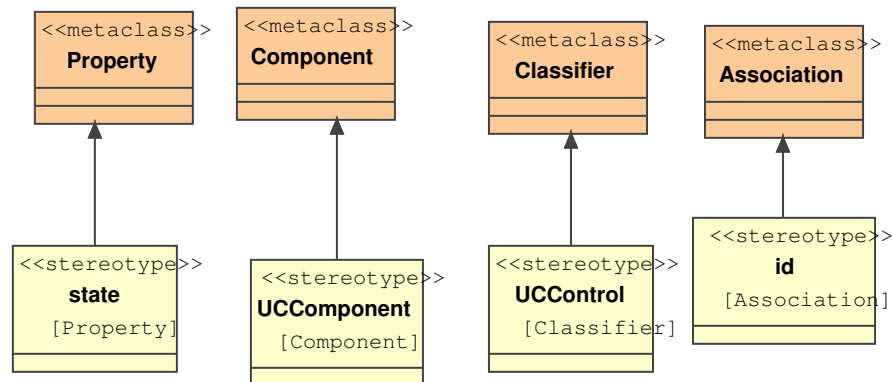 <<metaclass>>
Property
<<metaclass>>
Component
<<metaclass>>
Classifier
<<metaclass>>
Association
<<stereotype>>
state
[Property]
<<stereotype>>
UCComponent
[Component]
<<stereotype>>
UCControl
[Classifier]
<<stereotype>>
id
[Association]